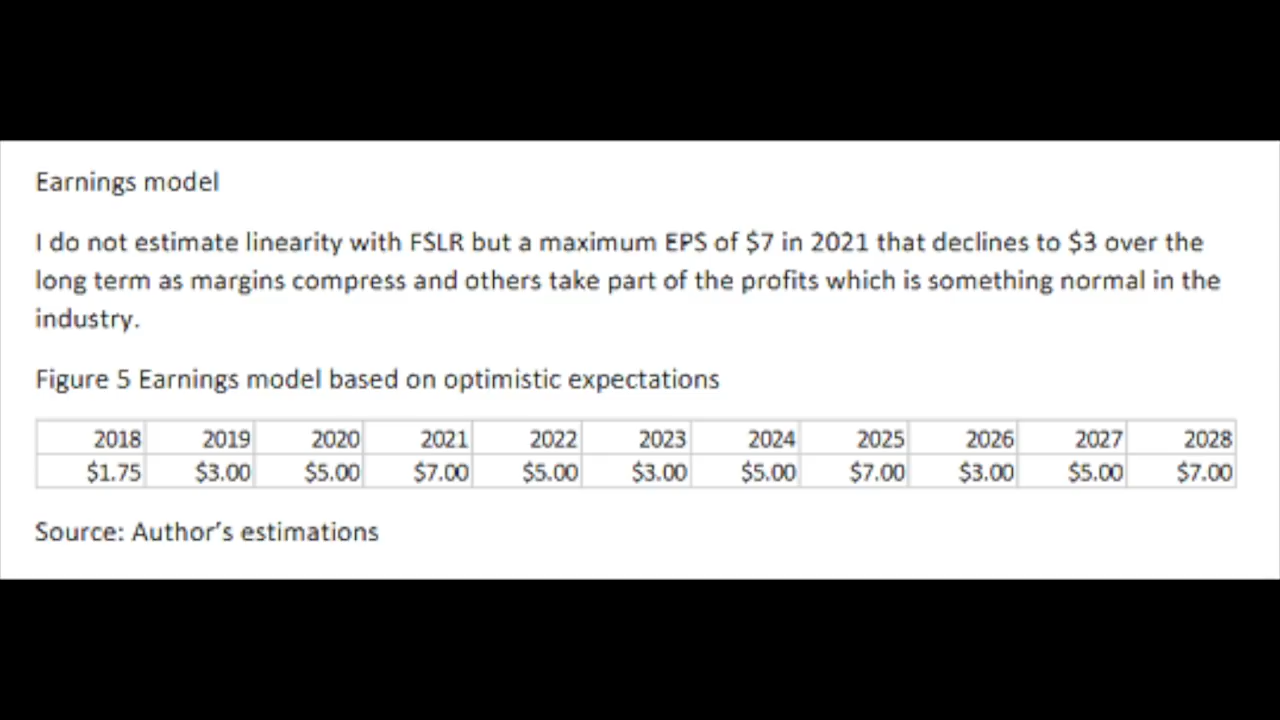 Earnings model
I do not estimate linearity with FSLR but a maximum EPS of $7 in 2021 that declines to $3 over the
long term as margins compress and others take part of the profits which is something normal in the
industry.
Figure 5 Earnings model based on optimistic expectations
2018 2019 2020 2021 2022 2023 2024 2025 2026 2027 2028
$1.75 $3.00 $5.00 $7.00 $5.00 $3.00 $5.00 $7.00 $3.00 $5.00 $7.00
Source: Author’s estimations